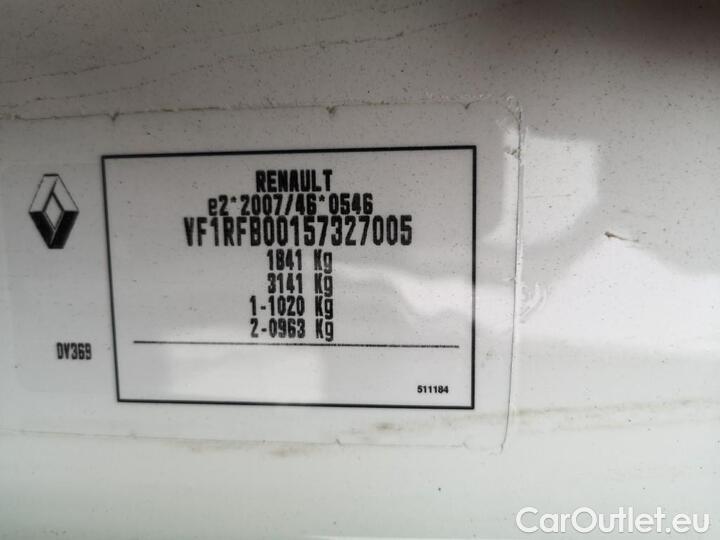 RENAULT
e2*2007/46*0546
VF1RFB00157327005
1841 Kg
3141 Kg
1-1020 Kg
2-0963 Kg
DV369
511184
CarOutlet.eu